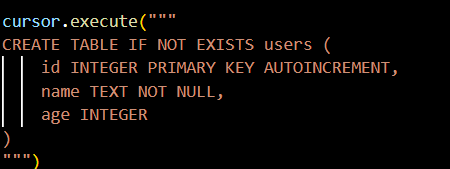 cursor.execute("""
CREATE TABLE IF NOT EXISTS users (
    id INTEGER PRIMARY KEY AUTOINCREMENT,
    name TEXT NOT NULL,
    age INTEGER
)
""")